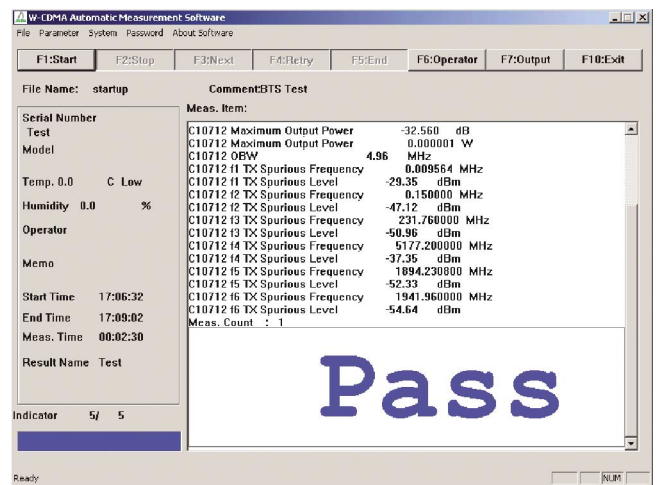 W-CDMA Automatic Measurement Software
File Parameter System Password About Software
F1:Start F2:Stop F3:Next F4:Retry F5:End F6:Operator F7:Output F10:Exit
File Name: startup Comment:BTS Test
Meas. Item:
Serial Number
Test
Model
Temp. 0.0 C Low
Humidity 0.0 %
Operator
Memo
Start Time 17:06:32
End Time 17:09:02
Meas. Time 00:02:30
Result Name Test
Indicator 5/ 5
C10712 Maximum Output Power -32.560 dB
C10712 Maximum Output Power 0.000001 W
C10712 OBW 4.96 MHz
C10712 f1 TX Spurious Frequency 0.009564 MHz
C10712 f1 TX Spurious Level -29.35 dBm
C10712 f2 TX Spurious Frequency 0.150000 MHz
C10712 f2 TX Spurious Level -47.12 dBm
C10712 f3 TX Spurious Frequency 231.760000 MHz
C10712 f3 TX Spurious Level -50.96 dBm
C10712 f4 TX Spurious Frequency 5177.200000 MHz
C10712 f4 TX Spurious Level -37.35 dBm
C10712 f5 TX Spurious Frequency 1894.230800 MHz
C10712 f5 TX Spurious Level -52.33 dBm
C10712 f6 TX Spurious Frequency 1941.960000 MHz
C10712 f6 TX Spurious Level -54.64 dBm
Meas. Count : 1
Pass
Ready NUM